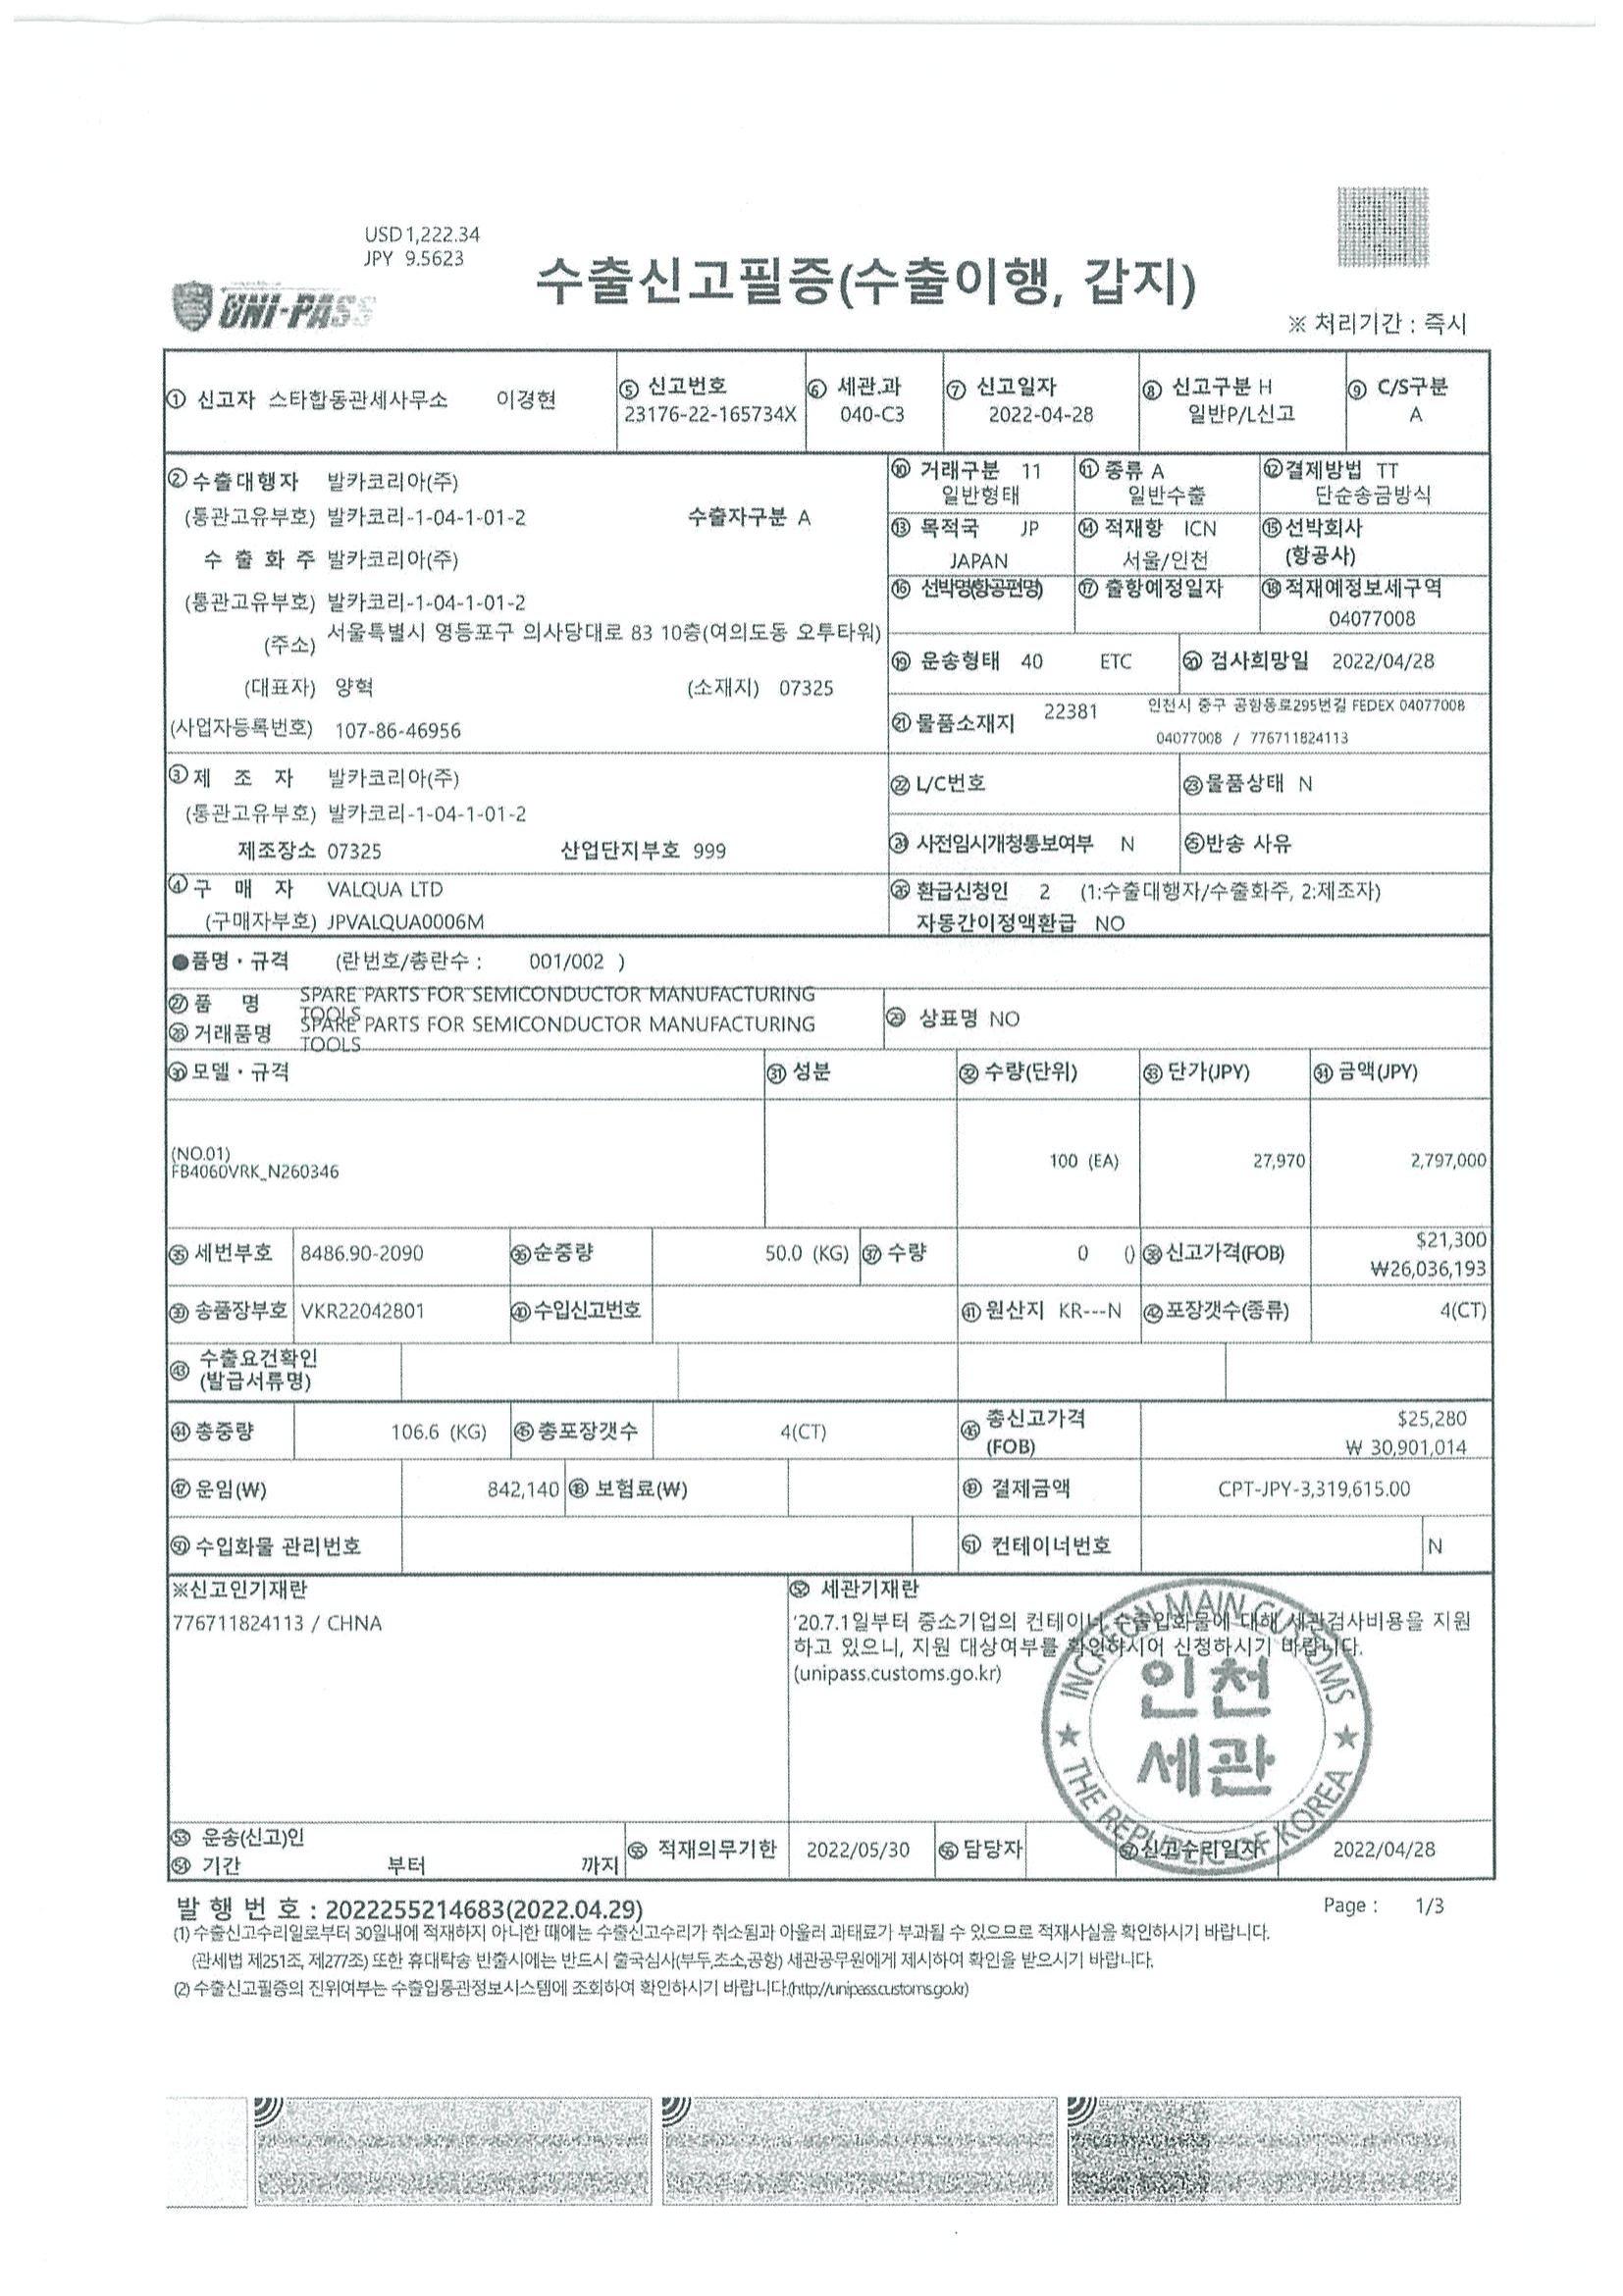 USD 1,222.34
JPY 9.5623
UNI-PASS
수출신고필증(수출이행, 갑지)
※ 처리기간 : 즉시
① 신고자 스타합동관세사무소 이경현
⑤ 신고번호
23176-22-165734X
⑥ 세관.과
040-C3
⑦ 신고일자
2022-04-28
⑧ 신고구분 H
일반P/L신고
⑨ C/S구분
A
② 수출대행자 발카코리아(주)
(통관고유부호) 발카코리-1-04-1-01-2 수출자구분 A
수 출 화 주 발카코리아(주)
(통관고유부호) 발카코리-1-04-1-01-2
(주소) 서울특별시 영등포구 의사당대로 83 10층(여의도동 오투타워)
(대표자) 양혁 (소재지) 07325
(사업자등록번호) 107-86-46956
⑩ 거래구분 11
일반형태
⑪ 종류 A
일반수출
⑫ 결제방법 TT
단순송금방식
⑬ 목적국 JP
JAPAN
⑭ 적재항 ICN
서울/인천
⑮ 선박회사
(항공사)
⑯ 선박명(항공편명)
⑰ 출항예정일자
⑱ 적재예정보세구역
04077008
⑲ 운송형태 40 ETC
⑳ 검사희망일 2022/04/28
㉑ 물품소재지 22381 인천시 중구 공항동로295번길 FEDEX 04077008
04077008 / 776711824113
③ 제 조 자 발카코리아(주)
(통관고유부호) 발카코리-1-04-1-01-2
제조장소 07325 산업단지부호 999
㉒ L/C번호
㉓ 물품상태 N
㉔ 사전임시개청통보여부 N
㉕ 반송 사유
④ 구 매 자 VALQUA LTD
(구매자부호) JPVALQUA0006M
㉖ 환급신청인 2 (1:수출대행자/수출화주, 2:제조자)
자동간이정액환급 NO
●품명・규격 (란번호/총란수 : 001/002 )
㉗ 품 명 SPARE PARTS FOR SEMICONDUCTOR MANUFACTURING
TOOLS
㉘ 거래품명 SPARE PARTS FOR SEMICONDUCTOR MANUFACTURING
TOOLS
㉙ 상표명 NO
㉚ 모델・규격 ㉛ 성분 ㉜ 수량(단위) ㉝ 단가(JPY) ㉞ 금액(JPY)
(NO.01)
FB4060VRK_N260346 100 (EA) 27,970 2,797,000
㉟ 세번부호 8486.90-2090 ㊱ 순중량 50.0 (KG) ㊲ 수량 0 () ㊳ 신고가격(FOB) $21,300
₩26,036,193
㊴ 송품장부호 VKR22042801 ㊵ 수입신고번호 ㊶ 원산지 KR---N ㊷ 포장갯수(종류) 4(CT)
㊸ 수출요건확인
(발급서류명)
㊹ 총중량 106.6 (KG) ㊺ 총포장갯수 4(CT) ㊻ 총신고가격
(FOB) $25,280
₩ 30,901,014
㊼ 운임(W) 842,140 ㊽ 보험료(W) ㊾ 결제금액 CPT-JPY-3,319,615.00
㊿ 수입화물 관리번호 51 컨테이너번호 N
※신고인기재란
776711824113 / CHNA
52 세관기재란
'20.7.1일부터 중소기업의 컨테이너 수출입화물에 대해 세관검사비용을 지원
하고 있으니, 지원 대상여부를 확인하시어 신청하시기 바랍니다.
(unipass.customs.go.kr)
INCHEON MAIN CUSTOMS
인천
세관
THE REPUBLIC OF KOREA
53 운송(신고)인
54 기간 부터 까지
55 적재의무기한 2022/05/30 56 담당자 57 신고수리일자 2022/04/28
발 행 번 호 : 2022255214683(2022.04.29) Page : 1/3
(1) 수출신고수리일로부터 30일내에 적재하지 아니한 때에는 수출신고수리가 취소됨과 아울러 과태료가 부과될 수 있으므로 적재사실을 확인하시기 바랍니다.
(관세법 제251조, 제277조) 또한 휴대탁송 반출시에는 반드시 출국심사(부두,초소,공항) 세관공무원에게 제시하여 확인을 받으시기 바랍니다.
(2) 수출신고필증의 진위여부는 수출입통관정보시스템에 조회하여 확인하시기 바랍니다.(http://unipass.customs.go.kr)